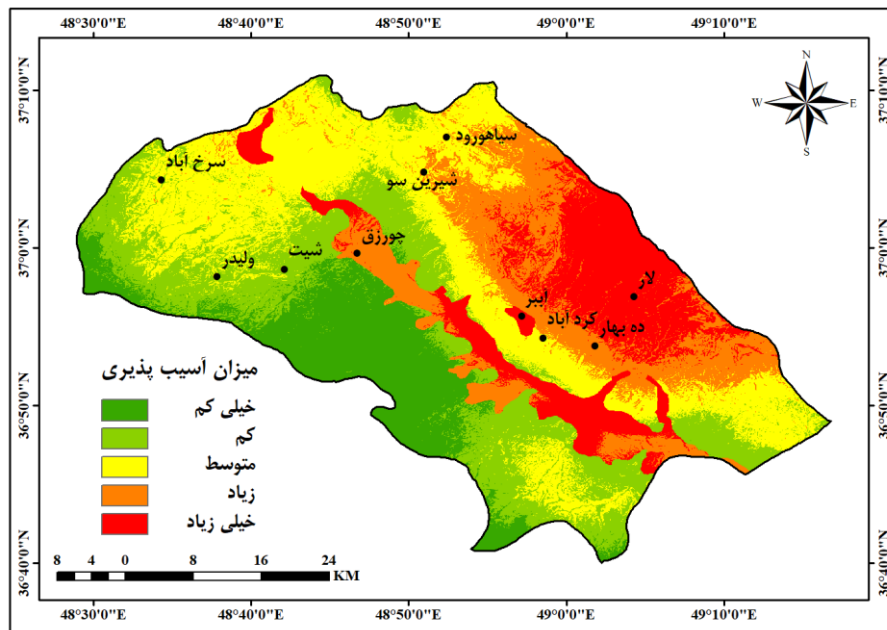 48°30'0"E 48°40'0"E 48°50'0"E 49°0'0"E 49°10'0"E
37°10'0"N
37°0'0"N
36°50'0"N
36°40'0"N
N
W E
S
سیاهورود
سرخ آباد
شیرین سو
چورزق
شیت
ولیدر
لار
آببر
کرد آباد
ده بهار
میزان آسیب پذیری
خیلی کم
کم
متوسط
زیاد
خیلی زیاد
8 4 0 8 16 24
KM
37°10'0"N
37°0'0"N
36°50'0"N
36°40'0"N
48°30'0"E 48°40'0"E 48°50'0"E 49°0'0"E 49°10'0"E